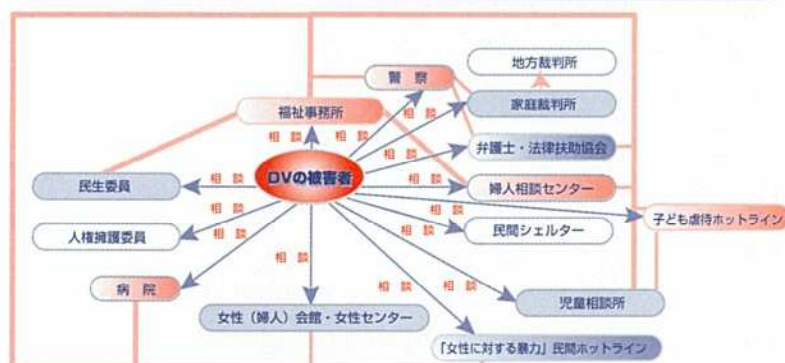 地方裁判所
警 察
家庭裁判所
福祉事務所
相 談
相 談
相 談
相 談
弁護士・法律扶助協会
DVの被害者
民生委員
相 談
相 談
婦人相談センター
相 談
相 談
子ども虐待ホットライン
人権擁護委員
相 談
相 談
民間シェルター
相 談
病 院
相 談
相 談
児童相談所
女性（婦人）会館・女性センター
「女性に対する暴力」民間ホットライン